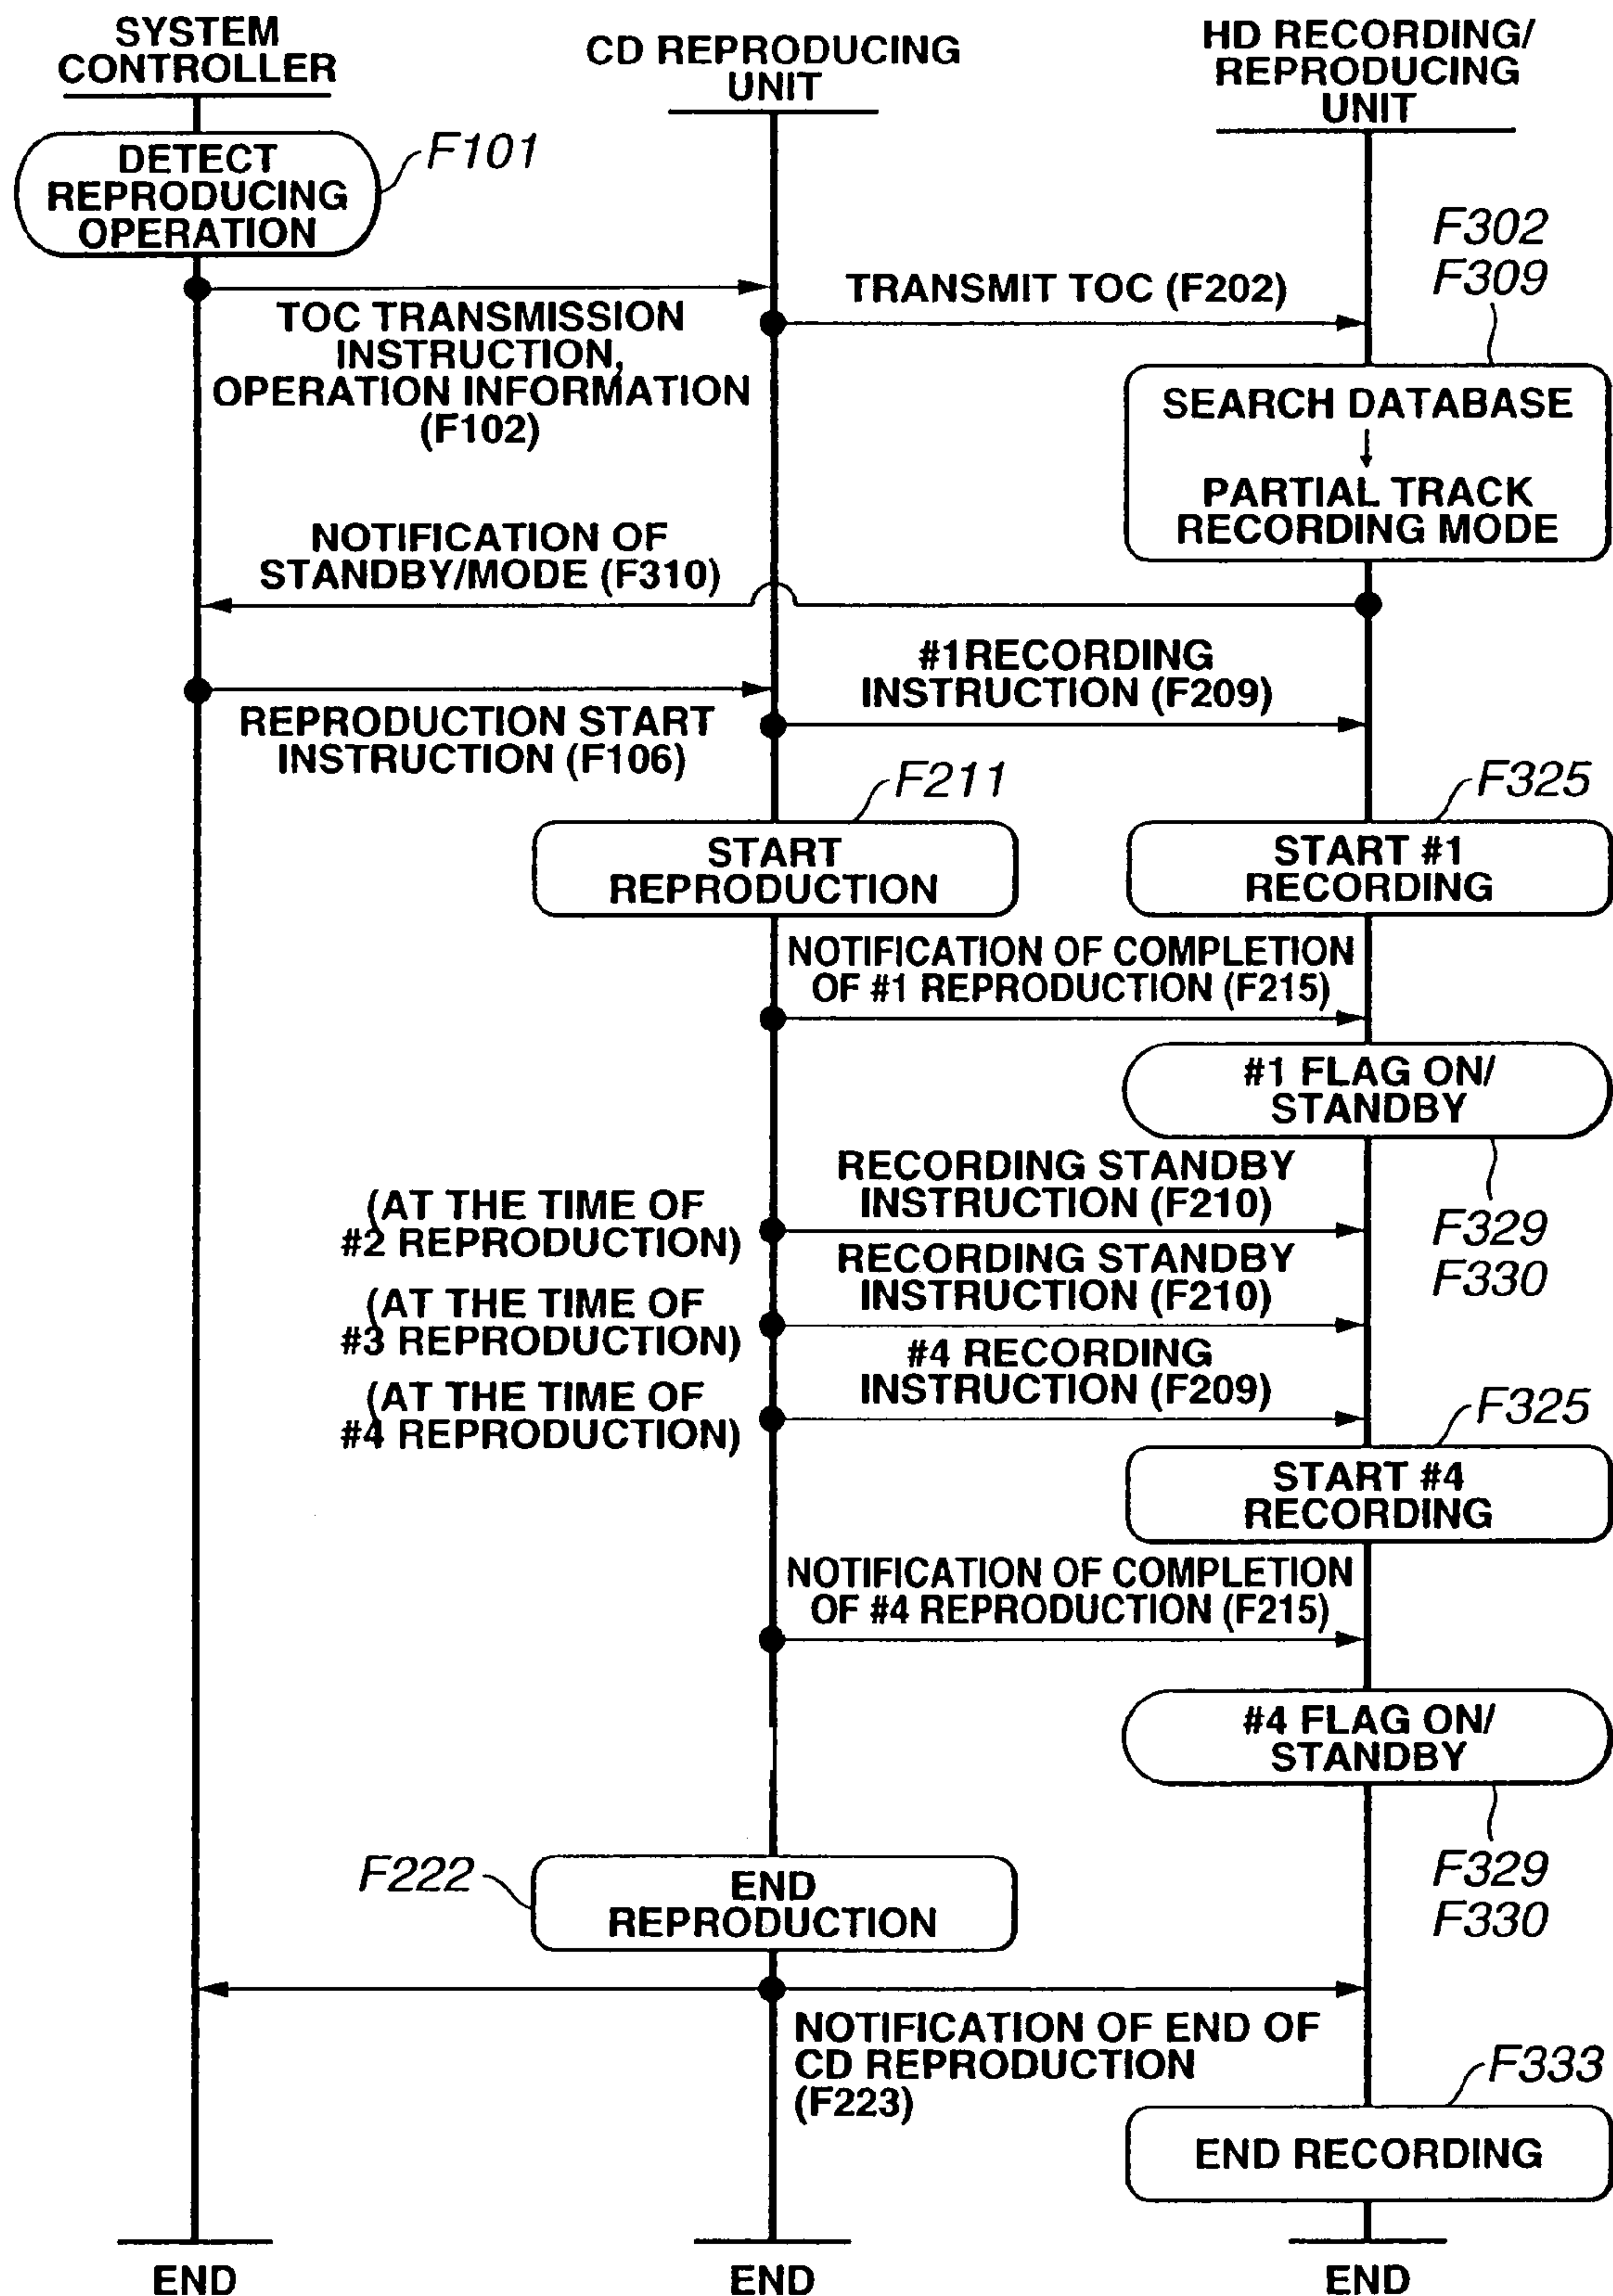 SYSTEM
CONTROLLER
CD REPRODUCING
UNIT
HD RECORDING/
REPRODUCING
UNIT
DETECT
REPRODUCING
OPERATION
F101
F302
F309
TRANSMIT TOC (F202)
TOC TRANSMISSION
INSTRUCTION,
OPERATION INFORMATION
(F102)
SEARCH DATABASE
PARTIAL TRACK
RECORDING MODE
NOTIFICATION OF
STANDBY/MODE (F310)
#1RECORDING
INSTRUCTION (F209)
REPRODUCTION START
INSTRUCTION (F106)
F211
F325
START
REPRODUCTION
START #1
RECORDING
NOTIFICATION OF COMPLETION
OF #1 REPRODUCTION (F215)
#1 FLAG ON/
STANDBY
F329
F330
RECORDING STANDBY
INSTRUCTION (F210)
(AT THE TIME OF
#2 REPRODUCTION)
RECORDING STANDBY
INSTRUCTION (F210)
(AT THE TIME OF
#3 REPRODUCTION)
#4 RECORDING
INSTRUCTION (F209)
(AT THE TIME OF
#4 REPRODUCTION)
F325
START #4
RECORDING
NOTIFICATION OF COMPLETION
OF #4 REPRODUCTION (F215)
#4 FLAG ON/
STANDBY
F329
F330
F222
END
REPRODUCTION
NOTIFICATION OF END OF
CD REPRODUCTION
(F223)
F333
END RECORDING
END
END
END